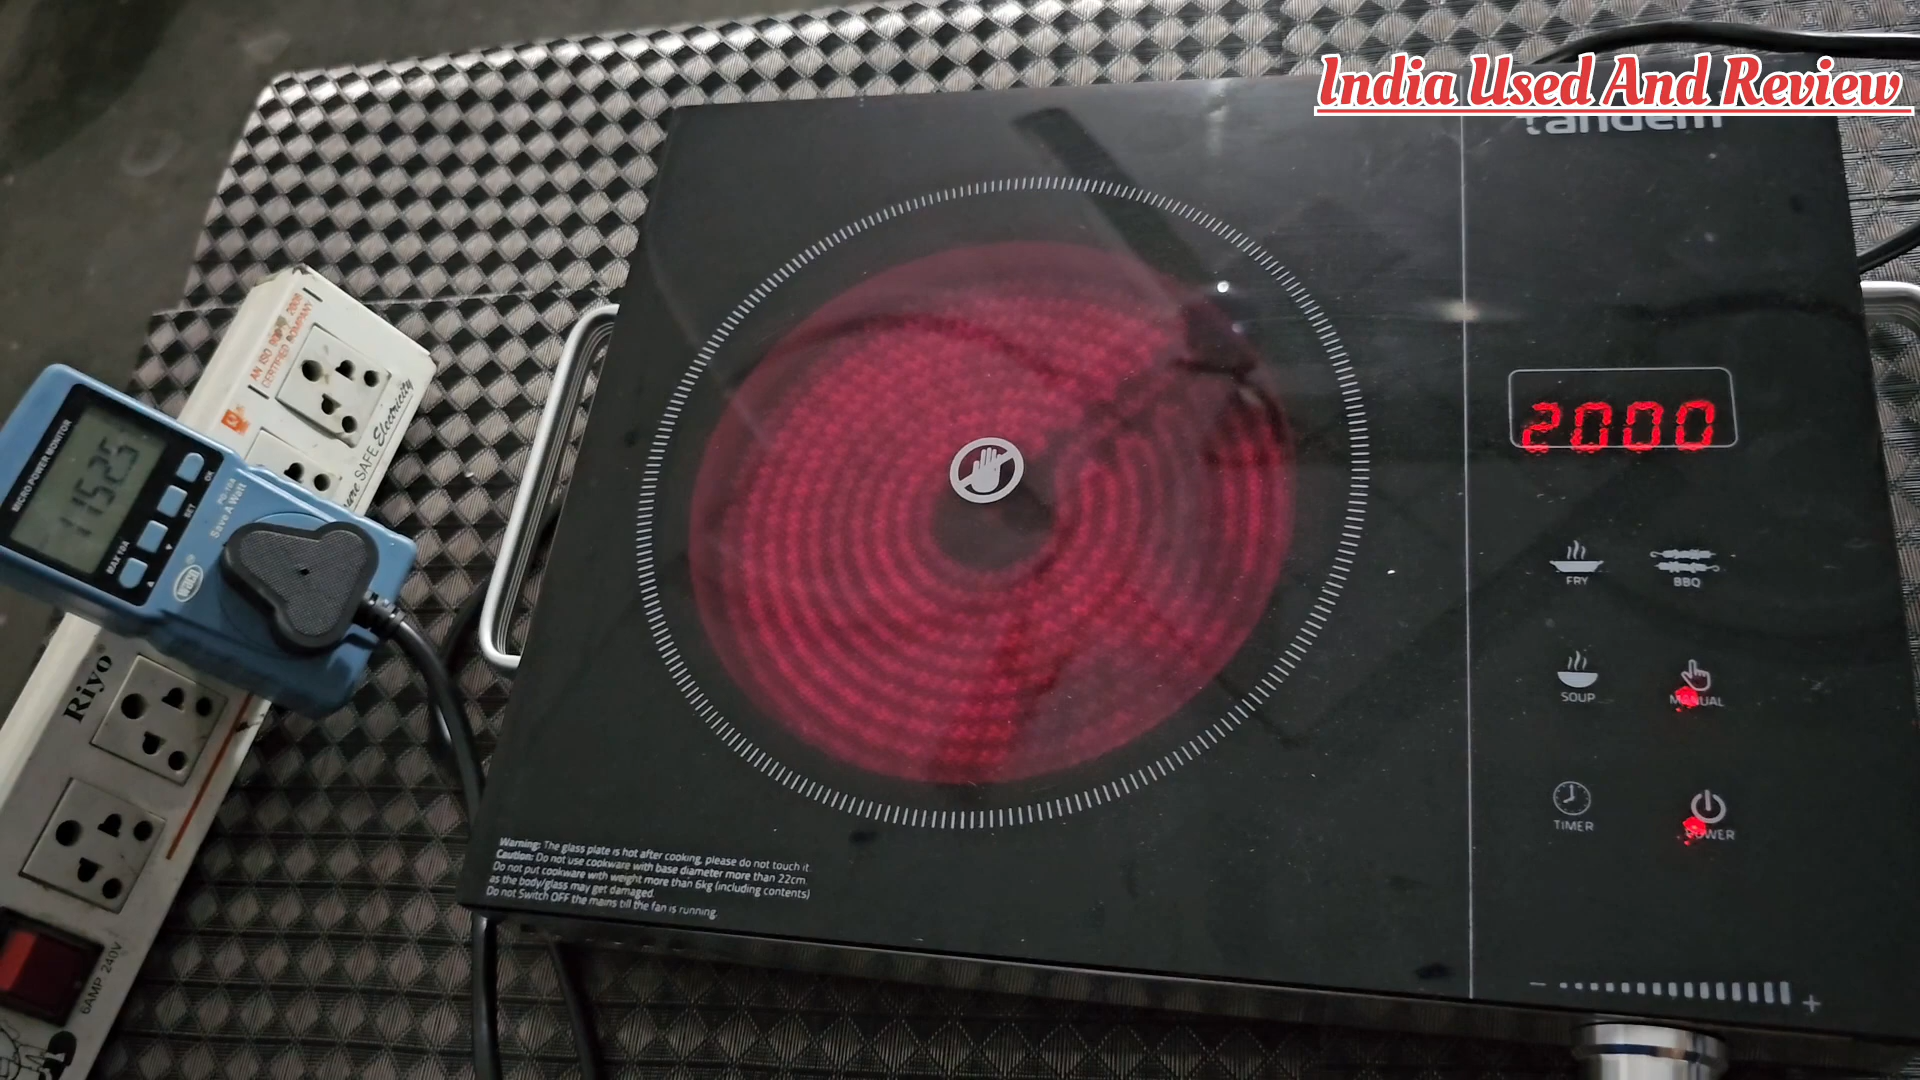 India Used And Review
tandem
2000
FRY
BBQ
SOUP
MANUAL
TIMER
POWER
− +
Warning: The glass plate is hot after cooking, please do not touch it.
Caution: Do not use cookware with base diameter more than 22cm.
Do not put cookware with weight more than 6kg (including contents)
as the body/glass may get damaged.
Do not Switch OFF the mains till the fan is running.
AN ISO 2008
CERTIFIED COMPANY
SAFE Electricity
MICRO POWER MONITOR
OK
SET
MAX 10A
Save A Watt
Riyo
6AMP 240V